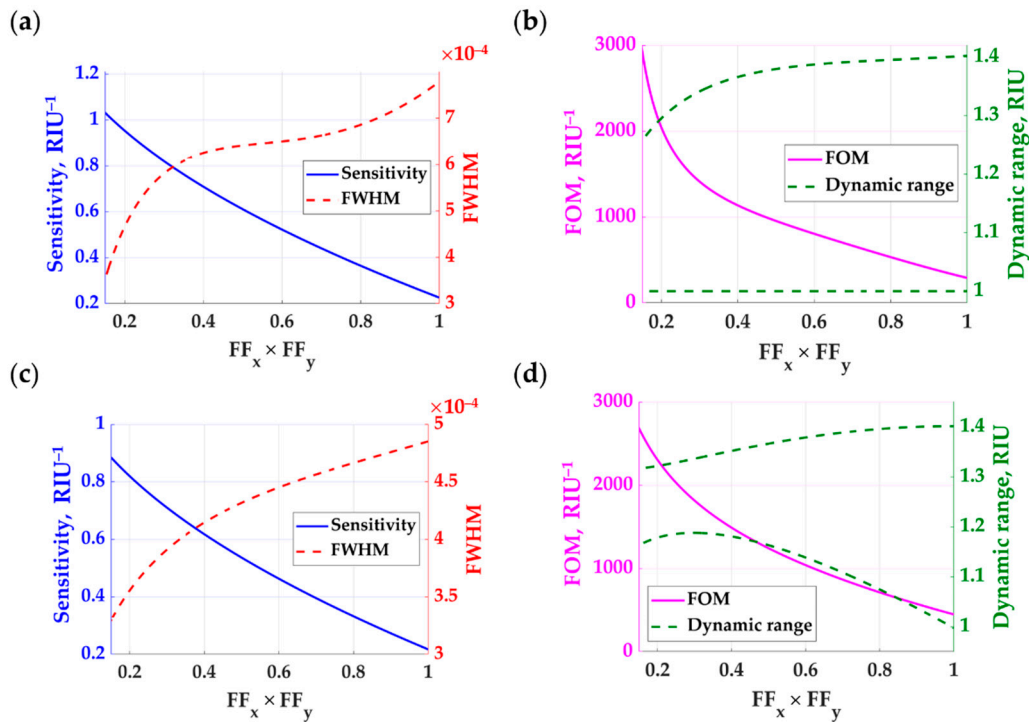 (a)
×10⁻⁴
Sensitivity, RIU⁻¹
1.2
1
0.8
0.6
0.4
0.2
7
6
5
4
3
FWHM
Sensitivity
FWHM
0.2 0.4 0.6 0.8 1
FFₓ × FFᵧ
(b)
FOM, RIU⁻¹
3000
2000
1000
0
1.4
1.3
1.2
1.1
1
Dynamic range, RIU
FOM
Dynamic range
0.2 0.4 0.6 0.8 1
FFₓ × FFᵧ
(c)
×10⁻⁴
Sensitivity, RIU⁻¹
1
0.8
0.6
0.4
0.2
5
4.5
4
3.5
3
FWHM
Sensitivity
FWHM
0.2 0.4 0.6 0.8 1
FFₓ × FFᵧ
(d)
FOM, RIU⁻¹
3000
2000
1000
0
1.4
1.3
1.2
1.1
1
Dynamic range, RIU
FOM
Dynamic range
0.2 0.4 0.6 0.8 1
FFₓ × FFᵧ